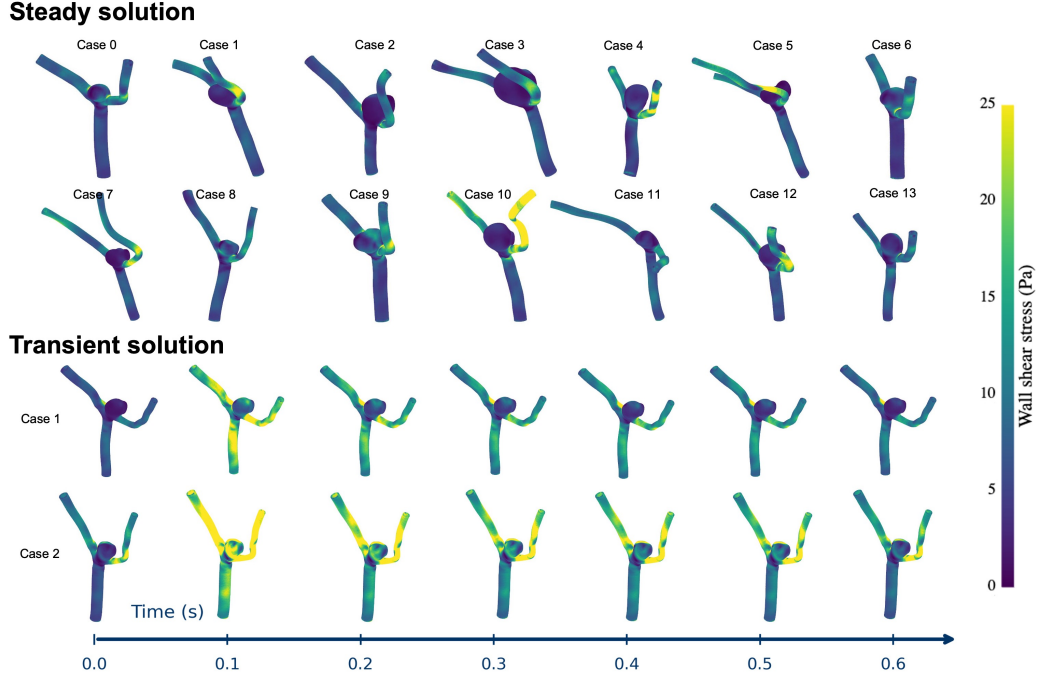 Steady solution
Case 0
Case 1
Case 2
Case 3
Case 4
Case 5
Case 6
Case 7
Case 8
Case 9
Case 10
Case 11
Case 12
Case 13
25
20
15
10
5
0
Wall shear stress (Pa)
Transient solution
Case 1
Case 2
Time (s)
0.0
0.1
0.2
0.3
0.4
0.5
0.6